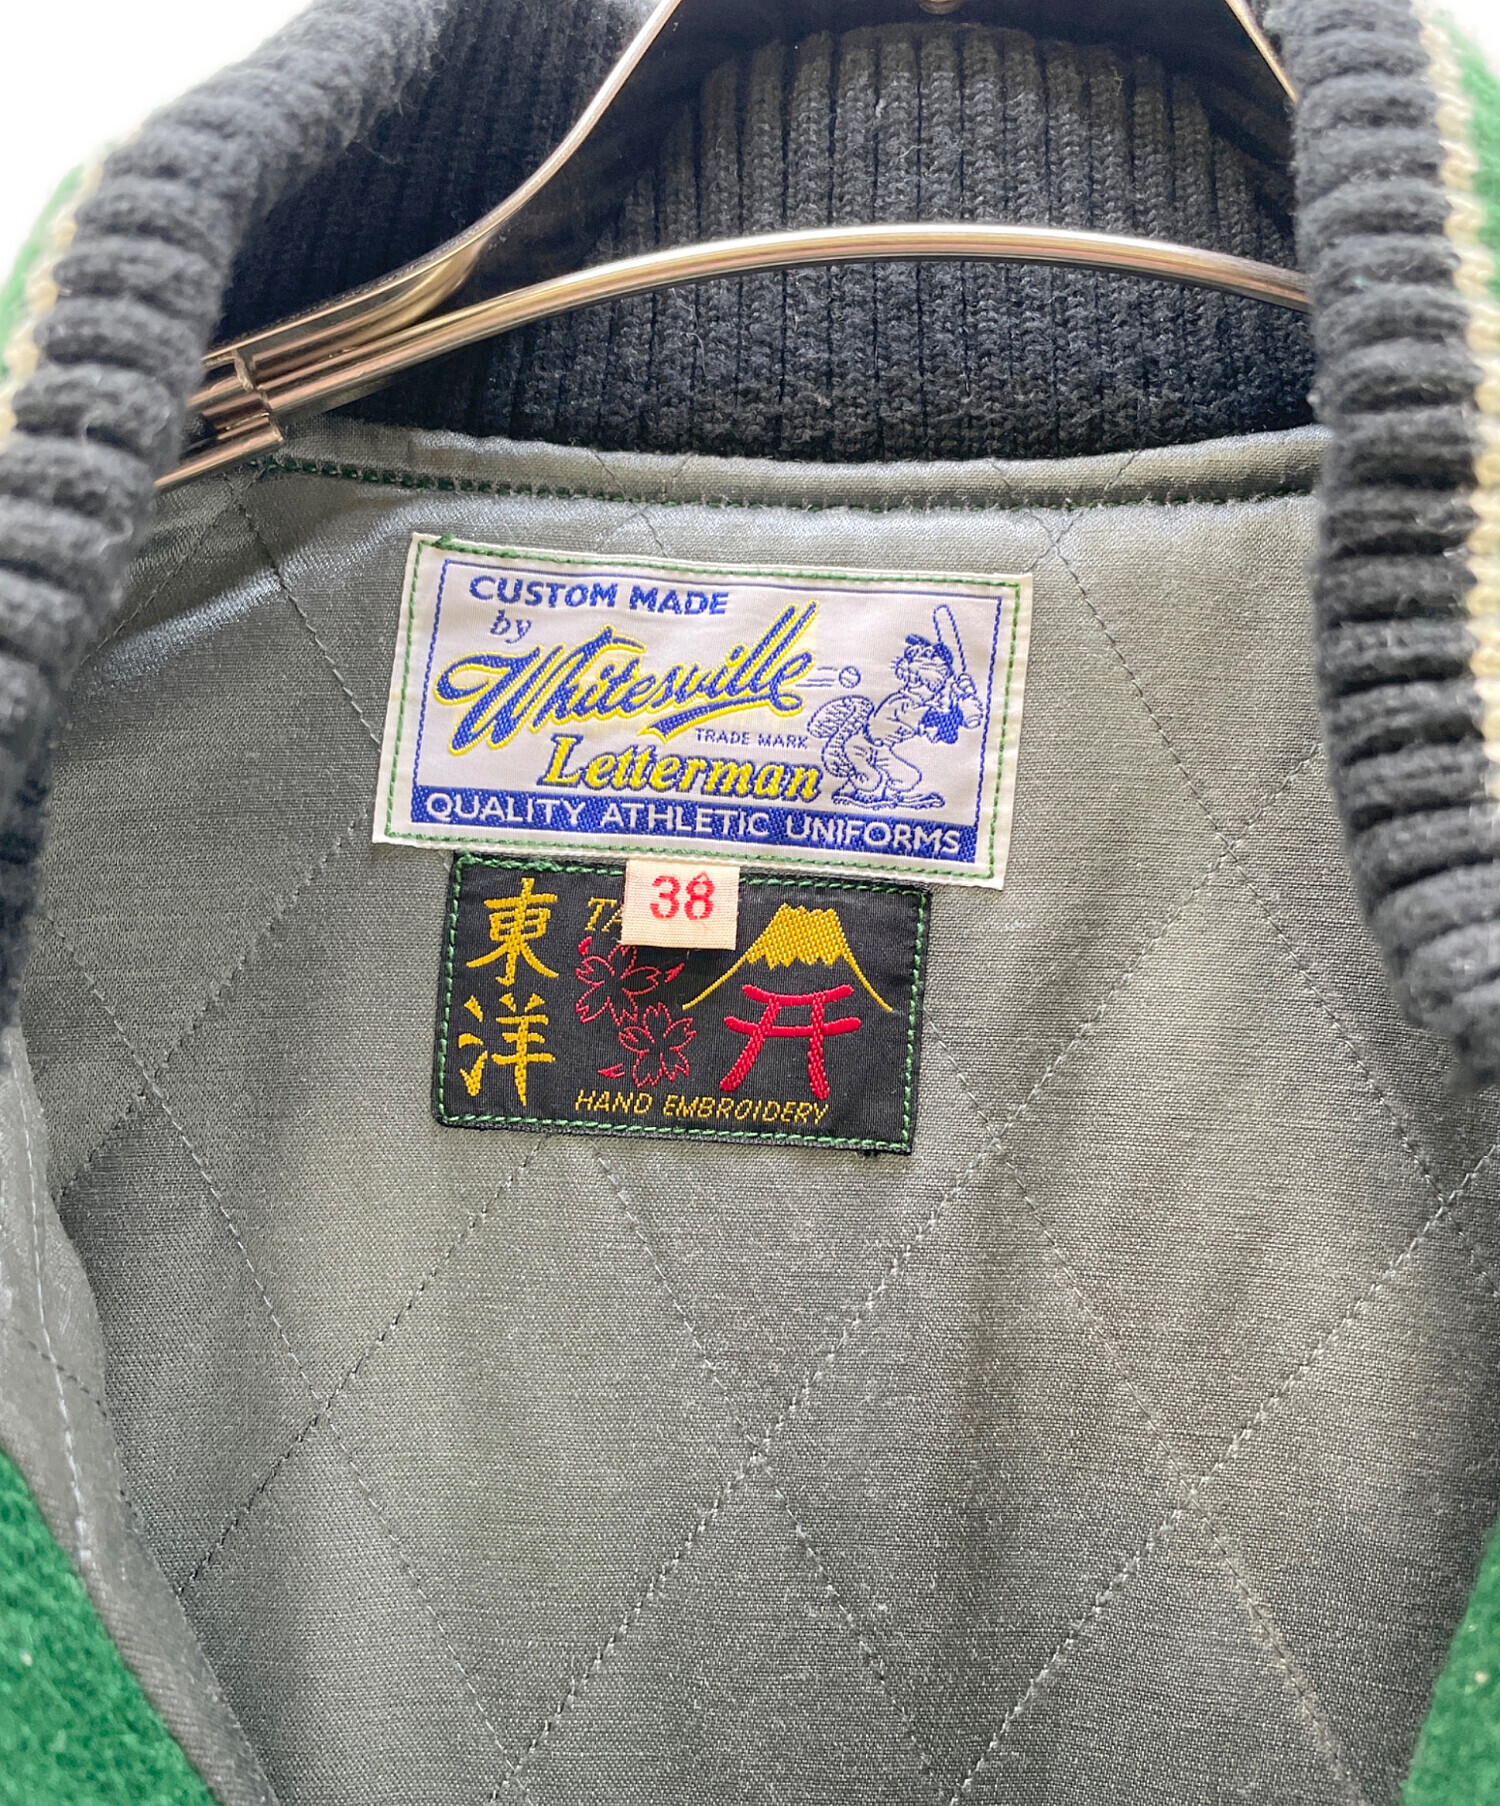 CUSTOM MADE
by
Whitesville
TRADE MARK
Letterman
QUALITY ATHLETIC UNIFORMS
38
東洋
HAND EMBROIDERY